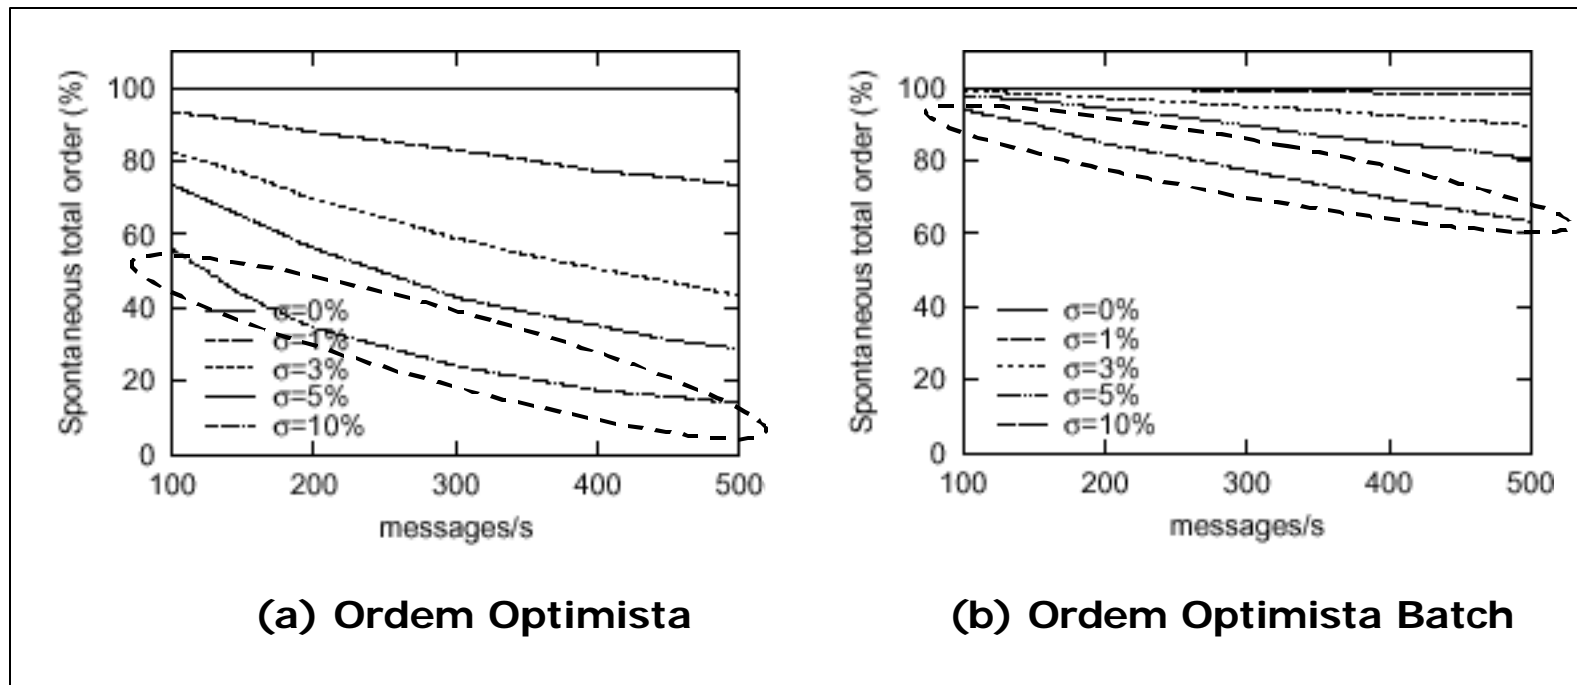 Spontaneous total order (%)
100
80
60
40
20
0
σ=0%
σ=1%
σ=3%
σ=5%
σ=10%
100 200 300 400 500
messages/s
(a) Ordem Optimista
Spontaneous total order (%)
100
80
60
40
20
0
σ=0%
σ=1%
σ=3%
σ=5%
σ=10%
100 200 300 400 500
messages/s
(b) Ordem Optimista Batch